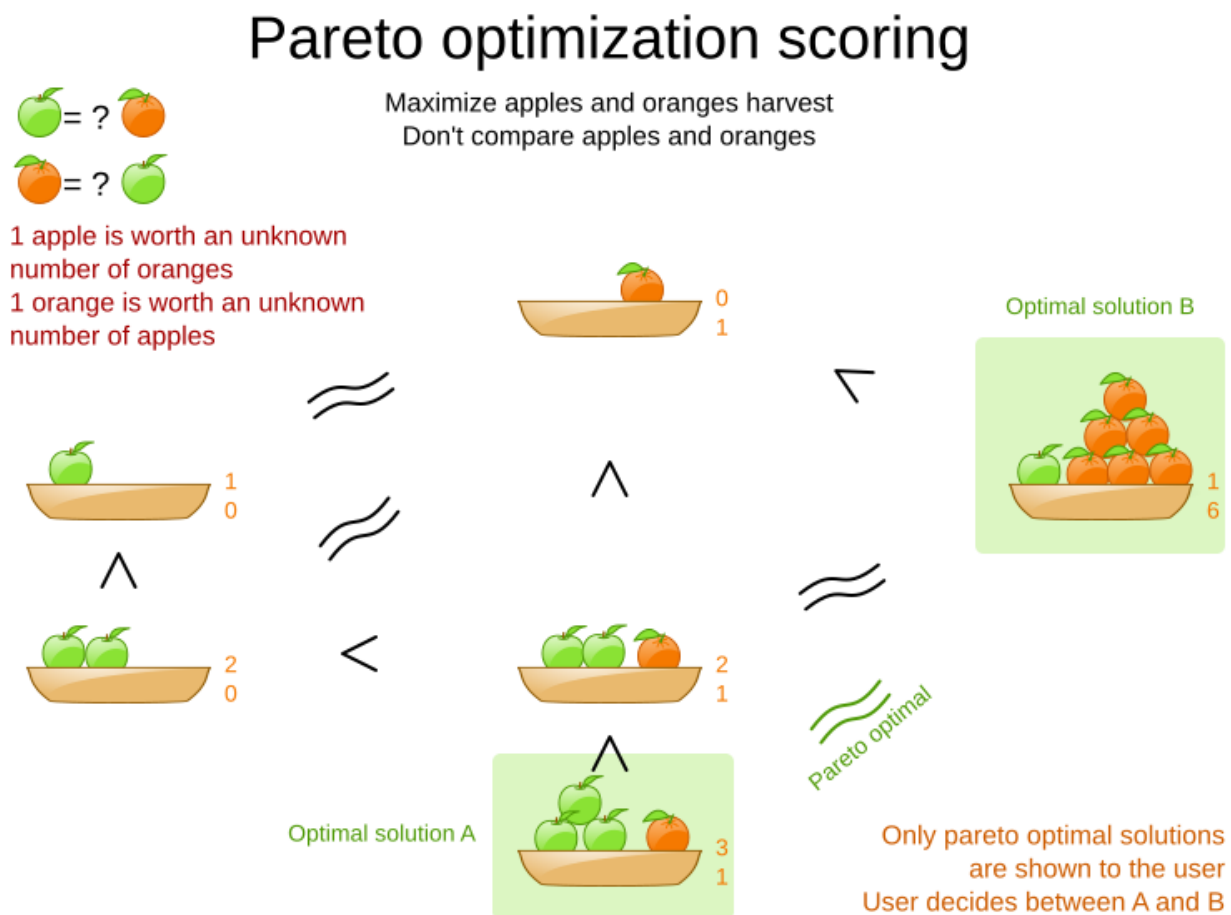 Pareto optimization scoring
Maximize apples and oranges harvest
Don't compare apples and oranges
= ?
= ?
1 apple is worth an unknown
number of oranges
1 orange is worth an unknown
number of apples
0
1
Optimal solution B
1
0
1
6
2
0
2
1
Pareto optimal
Optimal solution A
3
1
Only pareto optimal solutions
are shown to the user
User decides between A and B